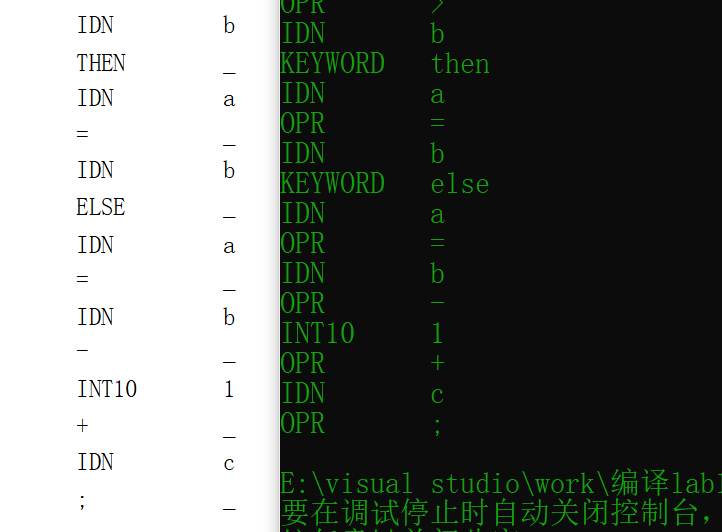 IDN b
THEN _
IDN a
= _
IDN b
ELSE _
IDN a
= _
IDN b
- _
INT10 1
+ _
IDN c
; _
OPR >
IDN b
KEYWORD then
IDN a
OPR =
IDN b
KEYWORD else
IDN a
OPR =
IDN b
OPR -
INT10 1
OPR +
IDN c
OPR ;
E:\visual studio\work\编译lab1
要在调试停止时自动关闭控制台，